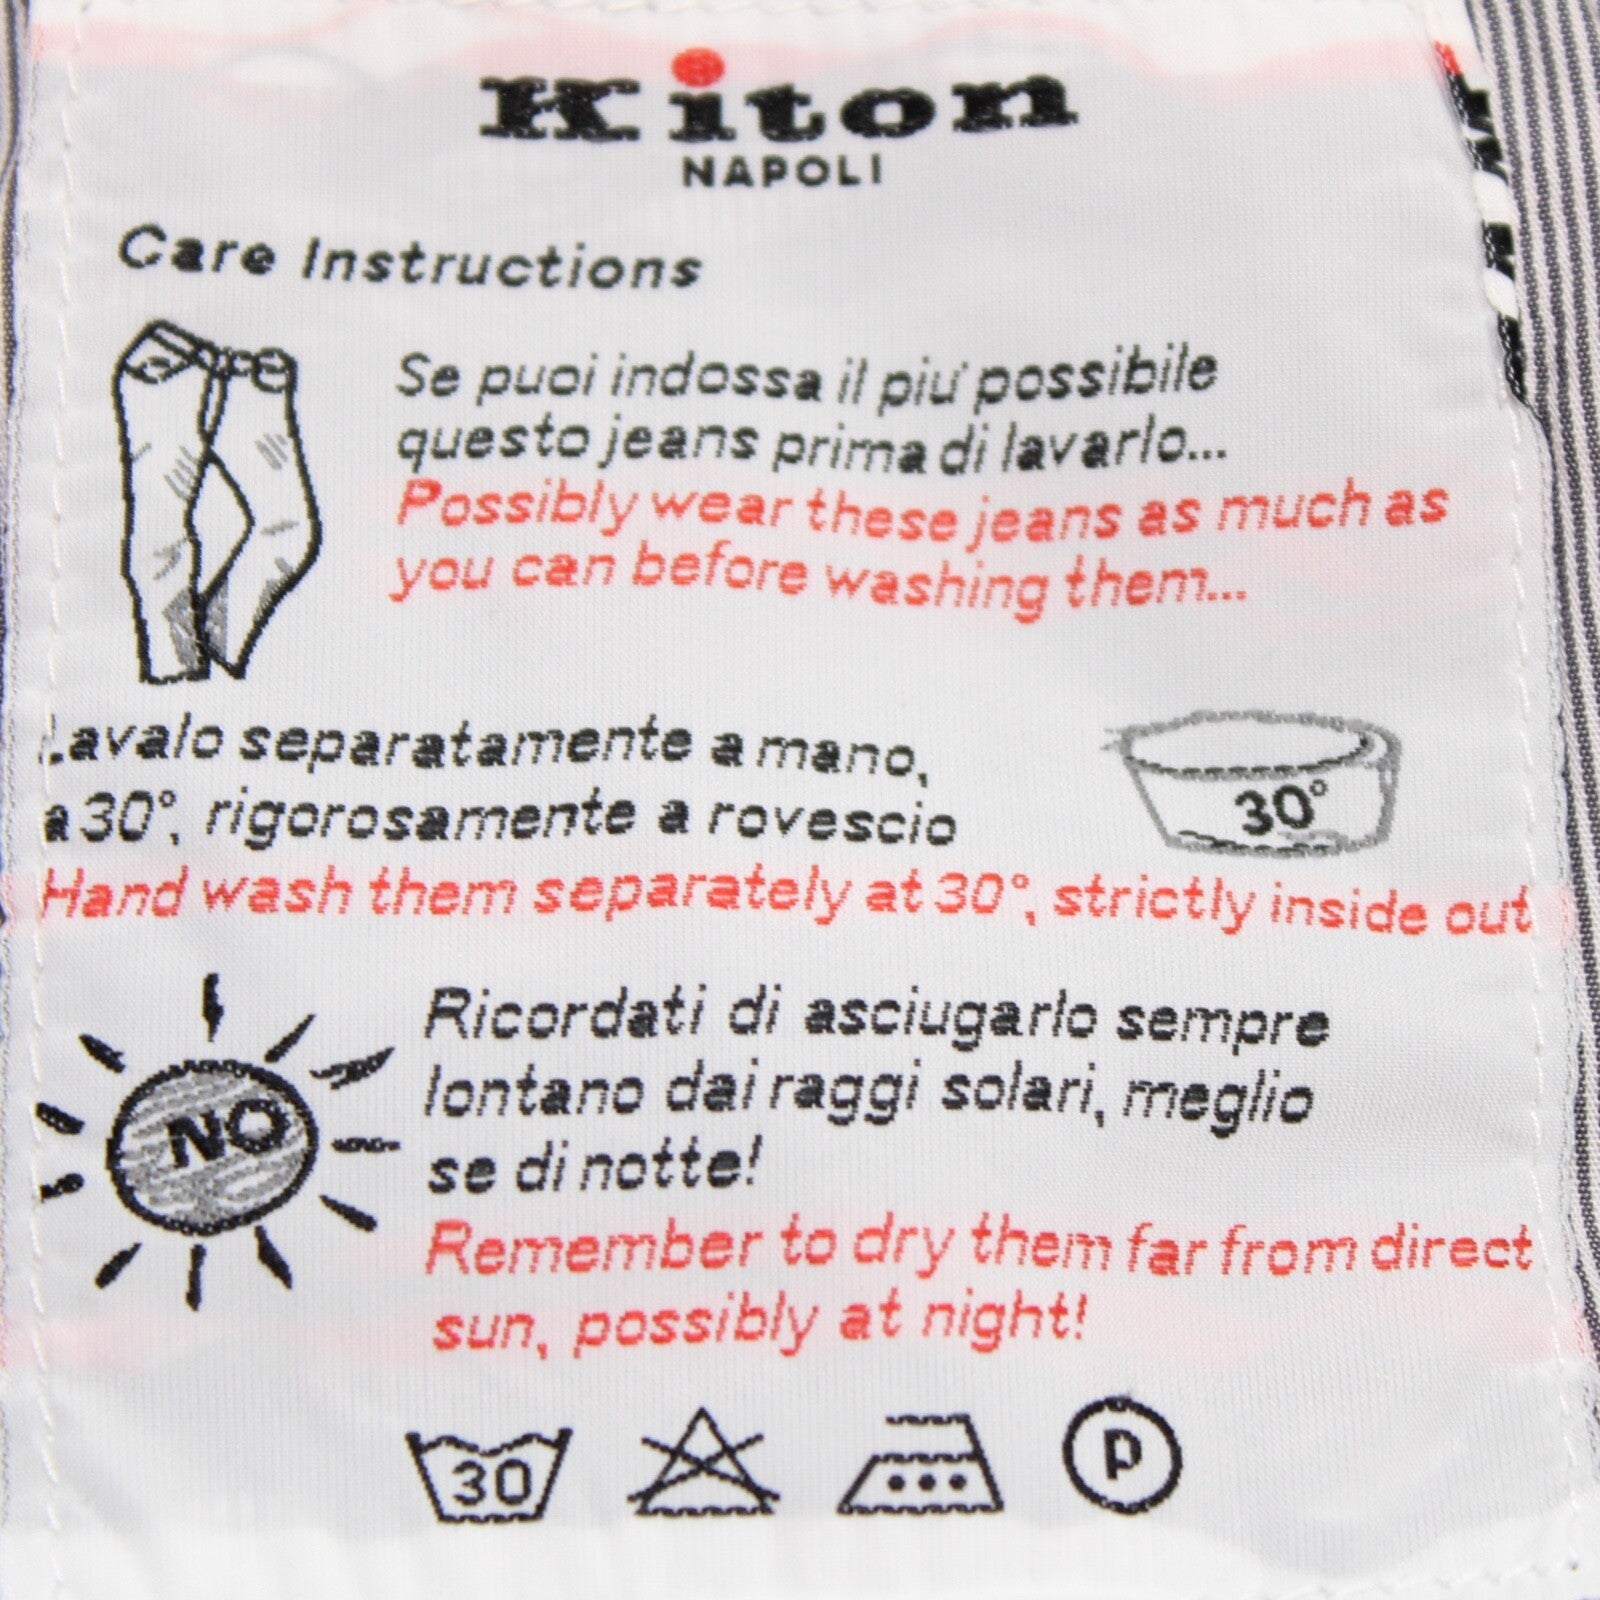 Kiton
NAPOLI
Care Instructions
Se puoi indossa il piu' possibile
questo jeans prima di lavarlo...
Possibly wear these jeans as much as
you can before washing them...
Lavalo separatamente a mano,
a 30°, rigorosamente a rovescio
30°
Hand wash them separately at 30°, strictly inside out
NO
Ricordati di asciugarlo sempre
lontano dai raggi solari, meglio
se di notte!
Remember to dry them far from direct
sun, possibly at night!
30 P